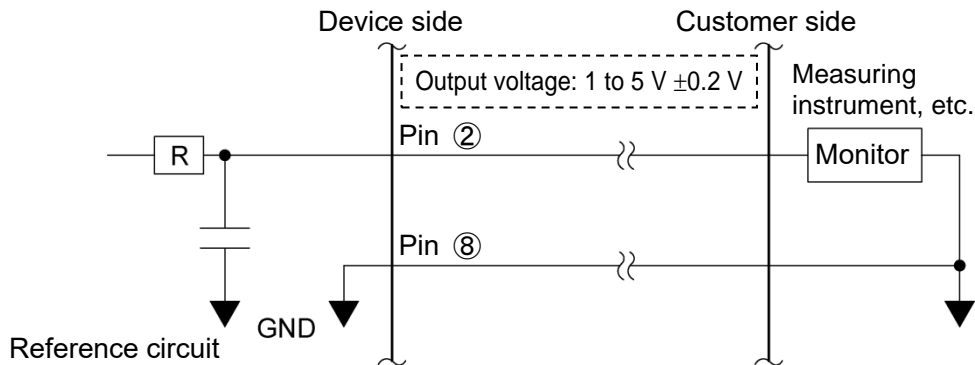 Device side
Customer side
Output voltage: 1 to 5 V ±0.2 V
Measuring
instrument, etc.
Pin ②
R
Monitor
Pin ⑧
GND
Reference circuit